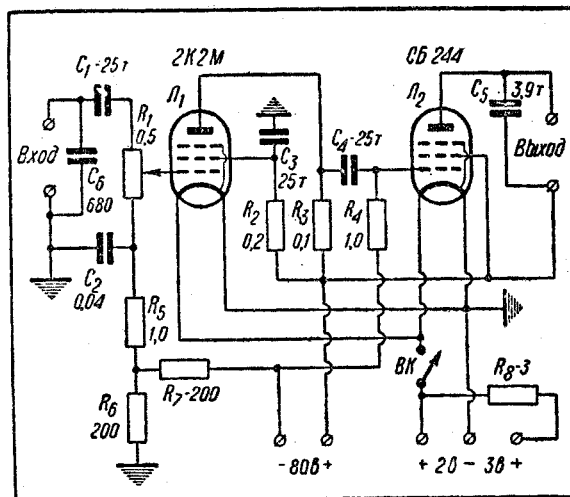 2К2М
СБ 244
C₁-25т
Л₁
Л₂
C₅
3,9т
R₁
0,5
Вход
C₆
680
C₃
25т
C₄-25т
Выход
R₂
0,2
R₃
0,1
R₄
1,0
C₂
0,04
R₅
1,0
ВК
R₈-3
R₇-200
R₆
200
-80в+
+ 2в - 3в +